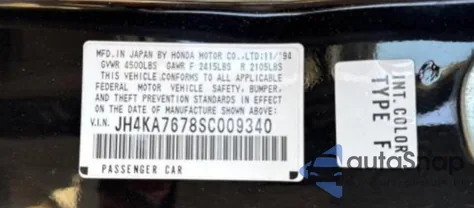 MFD. IN JAPAN BY HONDA MOTOR CO.,LTD:11/'94
GVWR 4500LBS GAWR F 2415LBS R 2105LBS
THIS VEHICLE CONFORMS TO ALL APPLICABLE
FEDERAL MOTOR VEHICLE SAFETY, BUMPER,
AND THEFT PREVENTION STANDARDS IN EFFECT
ON THE DATE OF MANUFACTURE SHOWN ABOVE:
V.I.N. JH4KA7678SC009340
PASSENGER CAR
INT. COLOR
TYPE F
autoShop